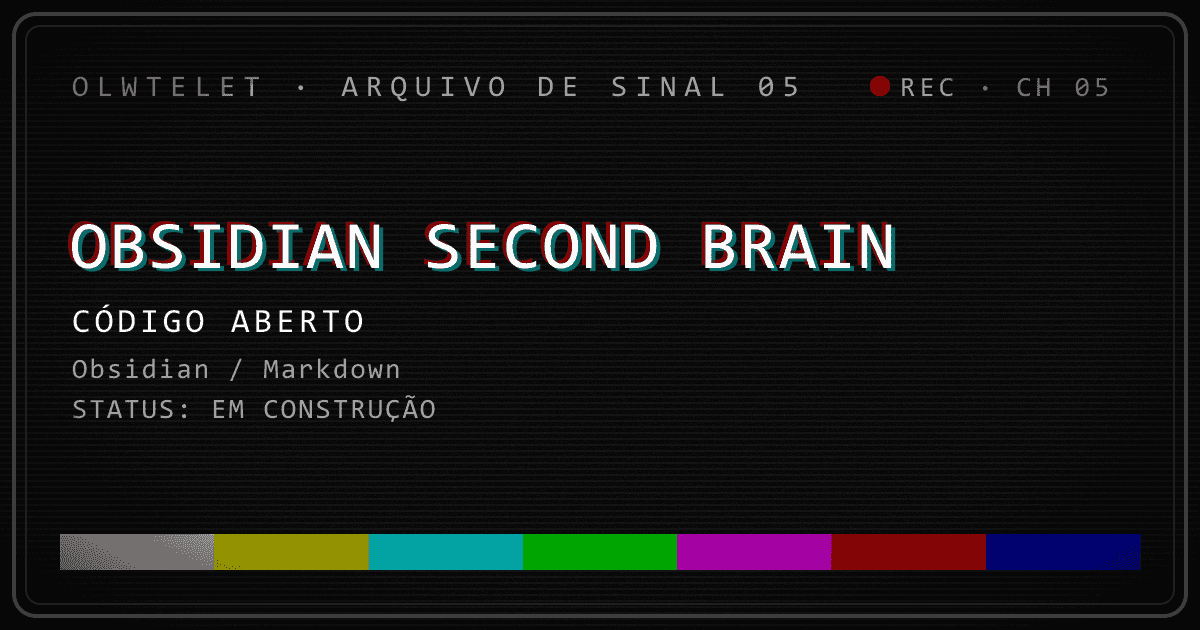 OLWTELET · ARQUIVO DE SINAL 05 REC · CH 05
OBSIDIAN SECOND BRAIN
CÓDIGO ABERTO
Obsidian / Markdown
STATUS: EM CONSTRUÇÃO